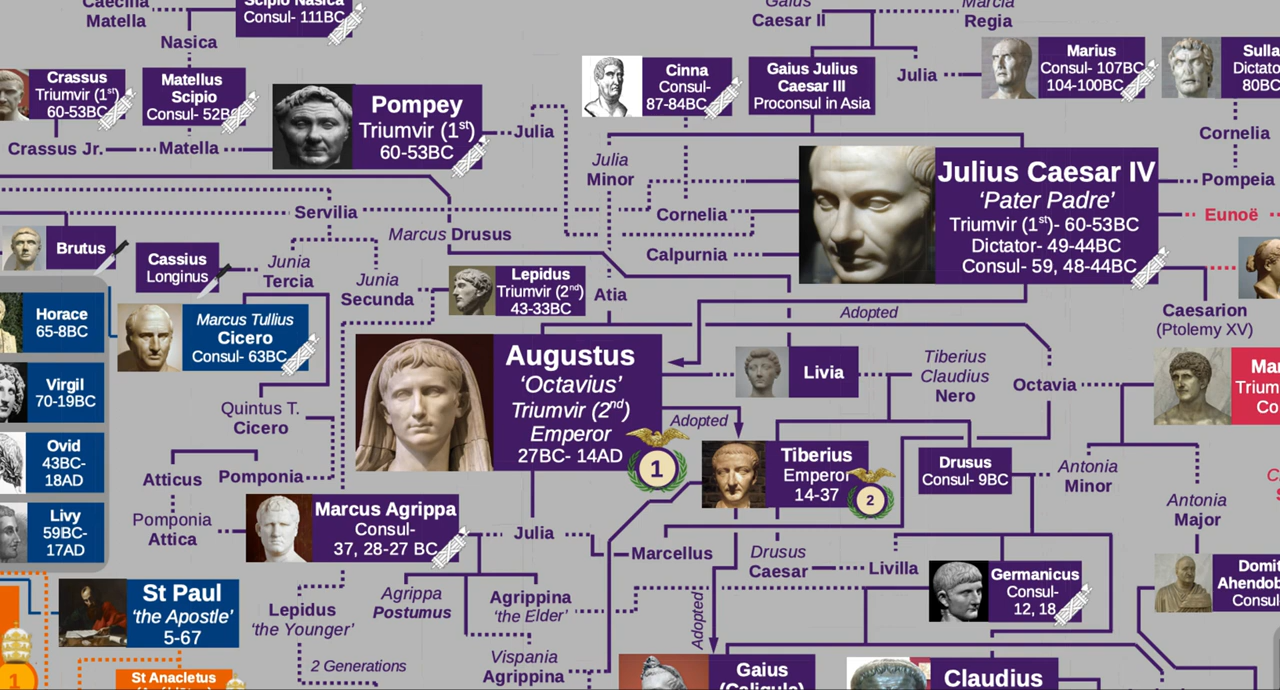 Caecilia
Matella
Scipio Nasica
Consul- 111BC
Gaius
Caesar II
Marcia
Regia
Nasica
Crassus
Triumvir (1st)
60-53BC
Matellus
Scipio
Consul- 52BC
Pompey
Triumvir (1st)
60-53BC
Julia
Cinna
Consul-
87-84BC
Gaius Julius
Caesar III
Proconsul in Asia
Julia
Marius
Consul- 107BC
104-100BC
Sulla
80BC
Crassus Jr.
Matella
Julia
Minor
Cornelia
Julius Caesar IV
‘Pater Padre’
Triumvir (1st)- 60-53BC
Dictator- 49-44BC
Consul- 59, 48-44BC
Pompeia
Eunoë
Servilia
Cornelia
Marcus Drusus
Calpurnia
Brutus
Cassius
Longinus
Junia
Tercia
Junia
Secunda
Lepidus
Triumvir (2nd)
43-33BC
Atia
Caesarion
(Ptolemy XV)
Adopted
Horace
65-8BC
Marcus Tullius
Cicero
Consul- 63BC
Augustus
‘Octavius’
Triumvir (2nd)
Emperor
27BC- 14AD
1
Livia
Tiberius
Claudius
Nero
Octavia
Virgil
70-19BC
Quintus T.
Cicero
Adopted
Ovid
43BC-
18AD
Atticus
Pomponia
Tiberius
Emperor
14-37
2
Drusus
Consul- 9BC
Antonia
Minor
Antonia
Major
Livy
59BC-
17AD
Pomponia
Attica
Marcus Agrippa
Consul-
37, 28-27 BC
Julia
Marcellus
Drusus
Caesar
Livilla
Germanicus
Consul-
12, 18
St Paul
‘the Apostle’
5-67
Lepidus
‘the Younger’
Agrippa
Postumus
Agrippina
‘the Elder’
Adopted
2 Generations
Vispania
Agrippina
1
St Anacletus
Gaius
(Caligula)
Claudius